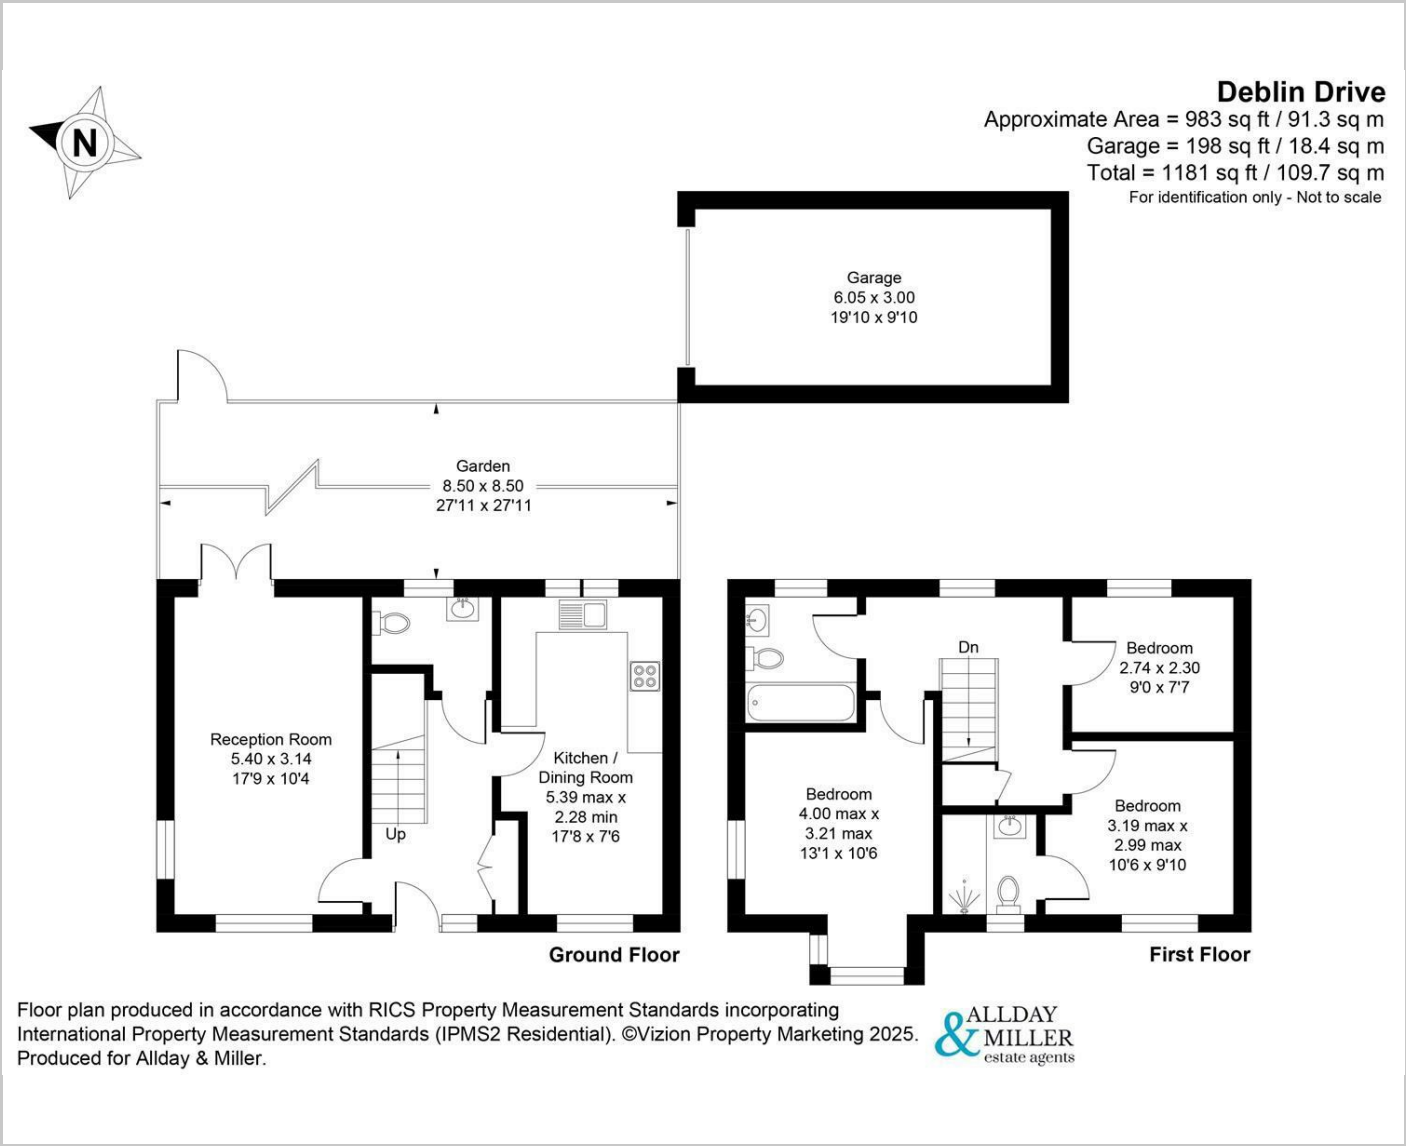 N
Deblin Drive
Approximate Area = 983 sq ft / 91.3 sq m
Garage = 198 sq ft / 18.4 sq m
Total = 1181 sq ft / 109.7 sq m
For identification only - Not to scale
Garage
6.05 x 3.00
19'10 x 9'10
Garden
8.50 x 8.50
27'11 x 27'11
Reception Room
5.40 x 3.14
17'9 x 10'4
Up
Kitchen /
Dining Room
5.39 max x
2.28 min
17'8 x 7'6
Ground Floor
Dn
Bedroom
2.74 x 2.30
9'0 x 7'7
Bedroom
4.00 max x
3.21 max
13'1 x 10'6
Bedroom
3.19 max x
2.99 max
10'6 x 9'10
First Floor
Floor plan produced in accordance with RICS Property Measurement Standards incorporating
International Property Measurement Standards (IPMS2 Residential). ©Vizion Property Marketing 2025.
Produced for Allday & Miller.
ALLDAY
& MILLER
estate agents